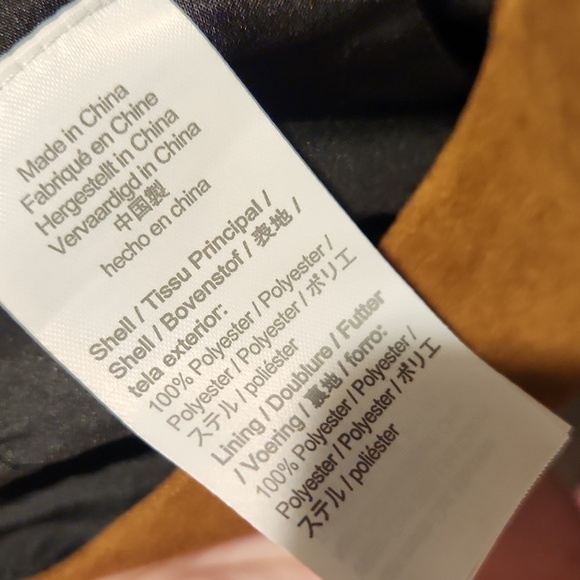 Made in China
Fabriqué en Chine
Hergestellt in China
Vervaardigd in China
中国製
hecho en china
Shell / Tissu Principal /
Shell / Bovenstof / 表地 /
tela exterior:
100% Polyester / Polyester /
Polyester / Polyester / ポリエ
ステル / poliéster
Lining / Doublure / Futter
/ Voering / 裏地 / forro:
100% Polyester / Polyester /
Polyester / Polyester / ポリエ
ステル / poliéster